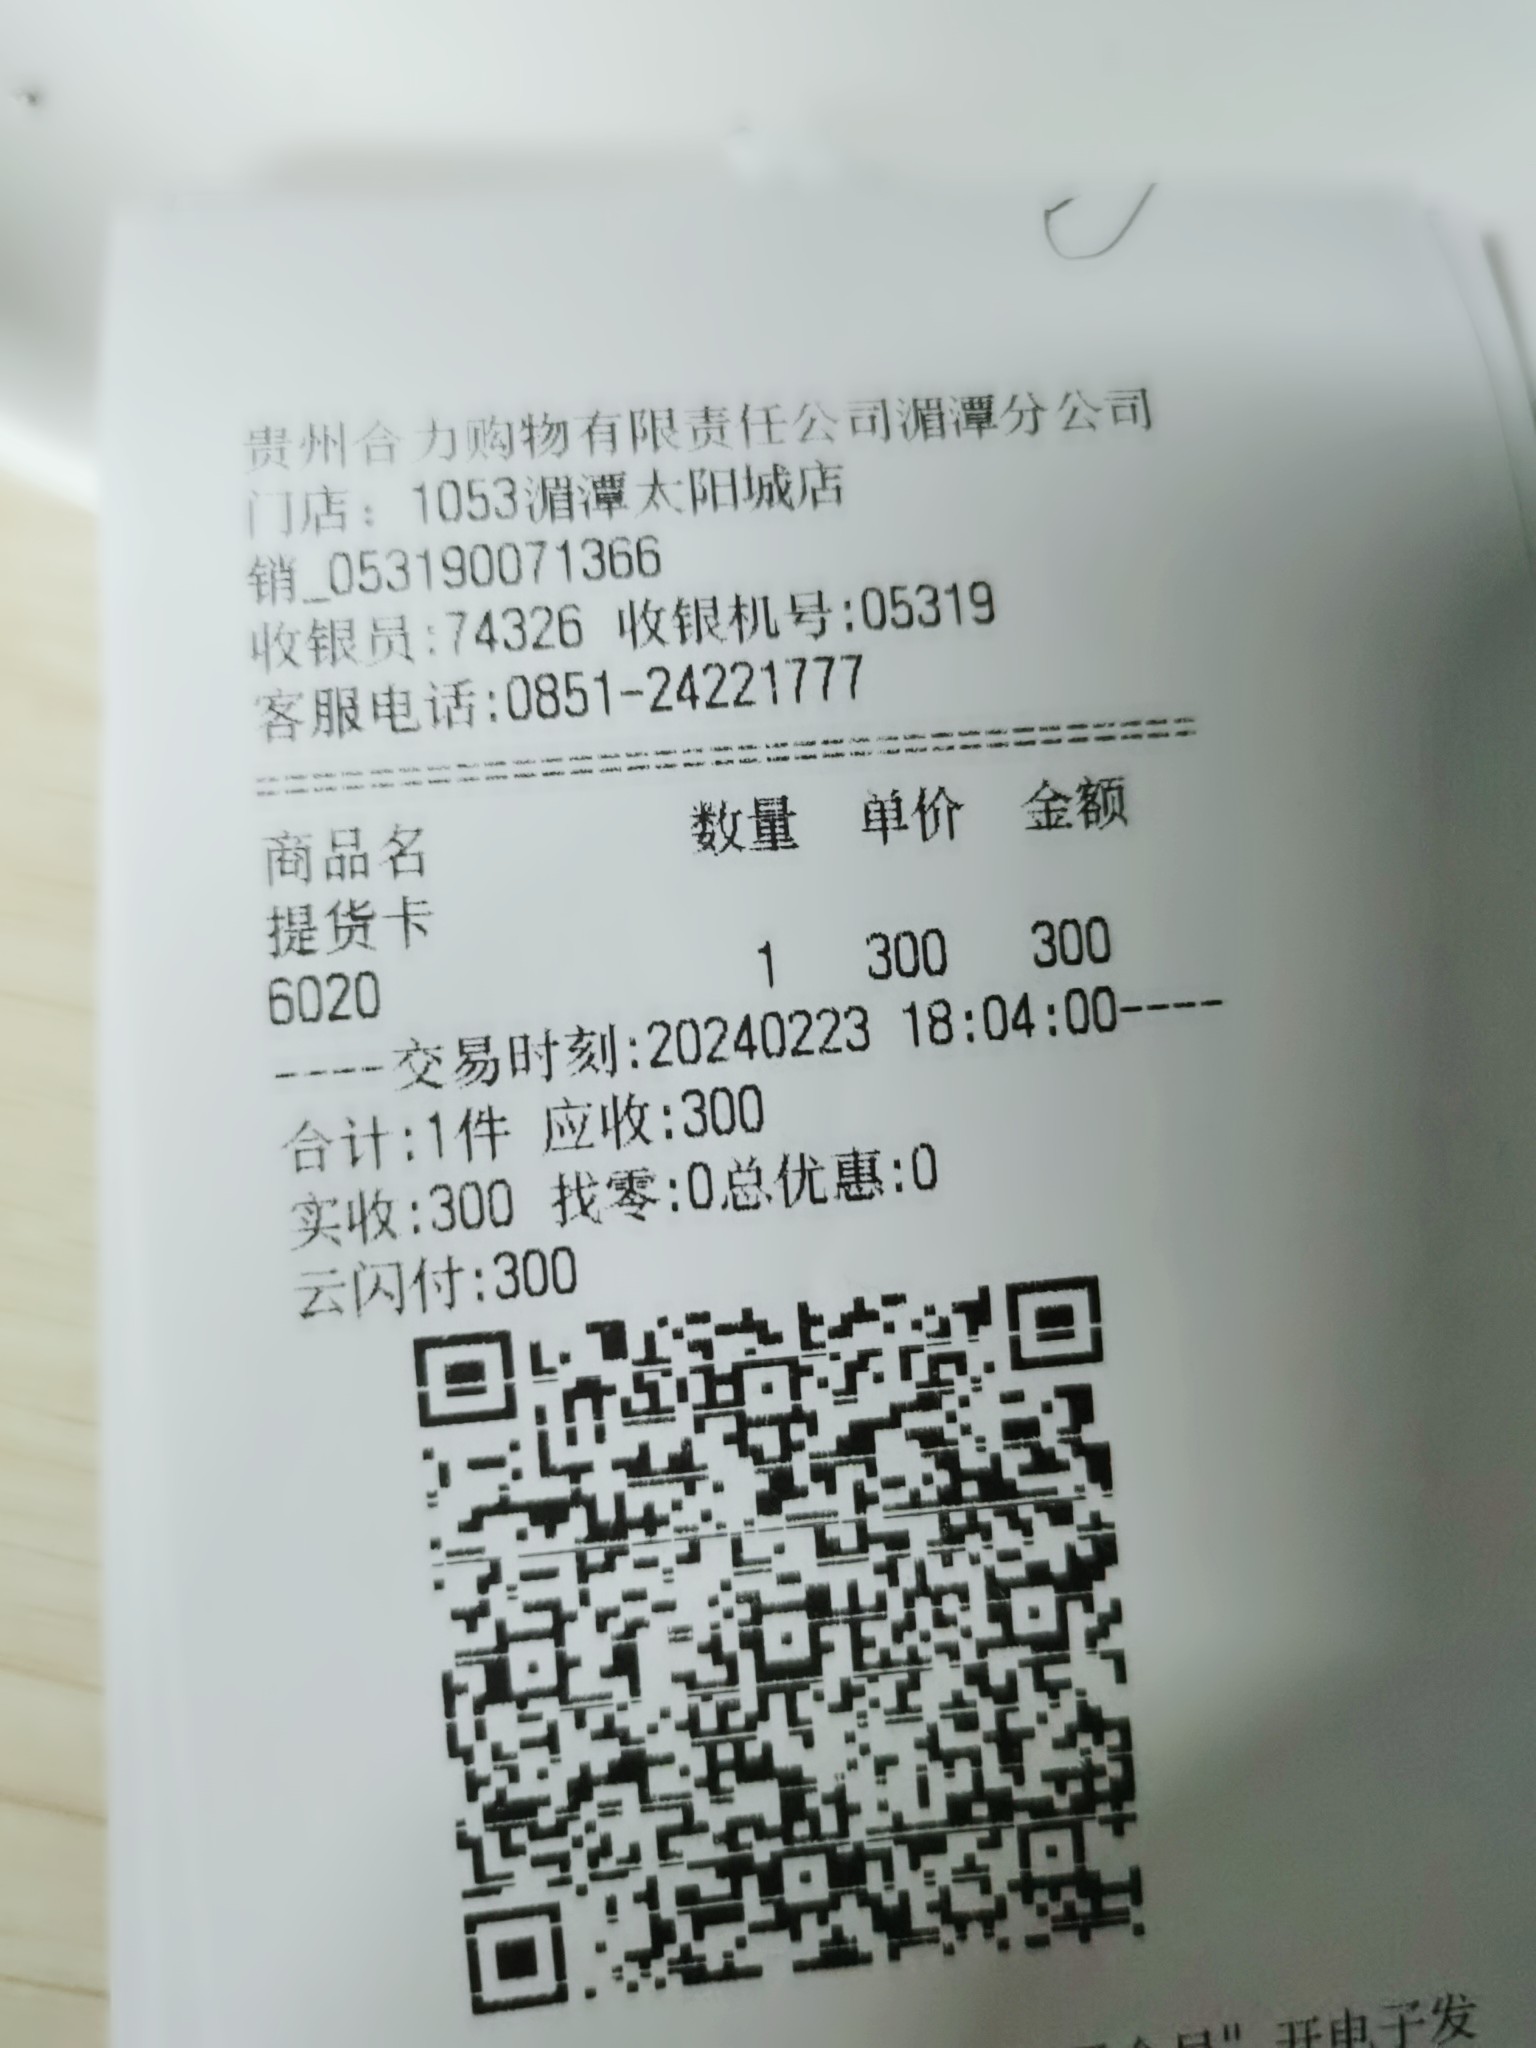 贵州合力购物有限责任公司湄潭分公司
门店：1053湄潭太阳城店
销_053190071366
收银员:74326 收银机号:05319
客服电话:0851-24221777
================================
商品名 数量 单价 金额
提货卡
6020 1 300 300
----交易时刻:20240223 18:04:00----
合计:1件 应收:300
实收:300 找零:0总优惠:0
云闪付:300
" 开电子发